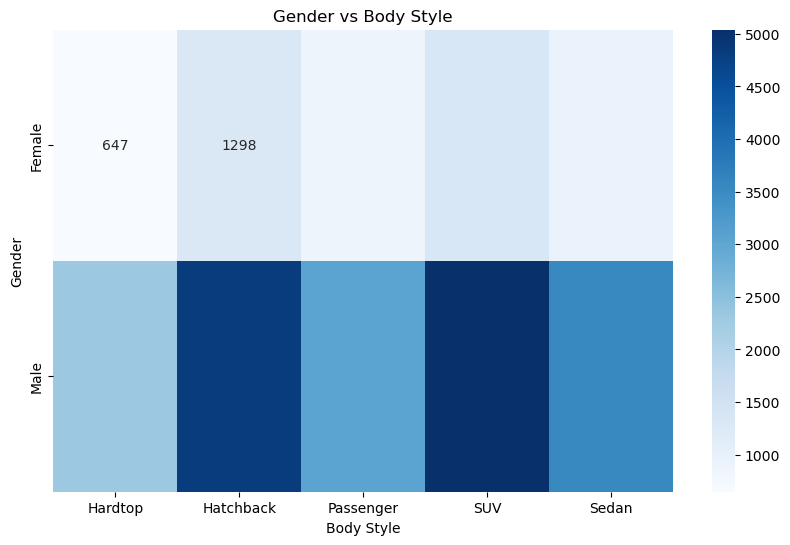 Gender vs Body Style
Female
Male
Gender
647
1298
Hardtop
Hatchback
Passenger
SUV
Sedan
Body Style
5000
4500
4000
3500
3000
2500
2000
1500
1000